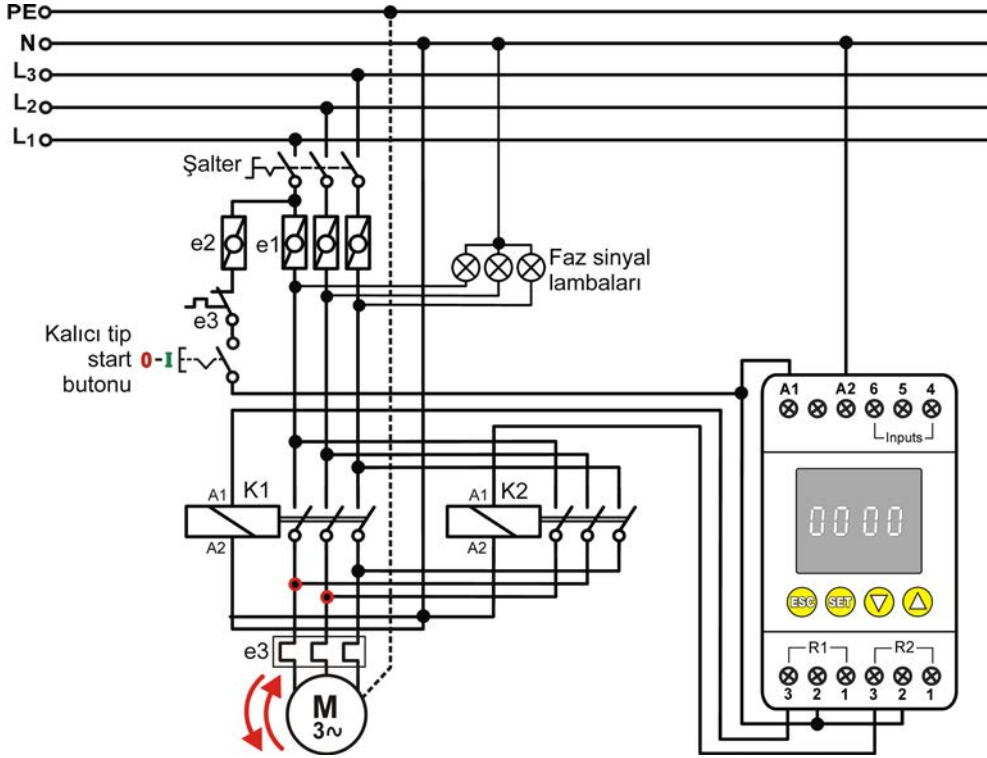 PE
N
L3
L2
L1
Şalter
e2
e1
Faz sinyal
lambaları
e3
Kalıcı tip
start
butonu
0-I
A1 A2 6 5 4
Inputs
0000
ESC SET
R1 R2
3 2 1 3 2 1
A1 K1
A2
A1 K2
A2
e3
M
3~